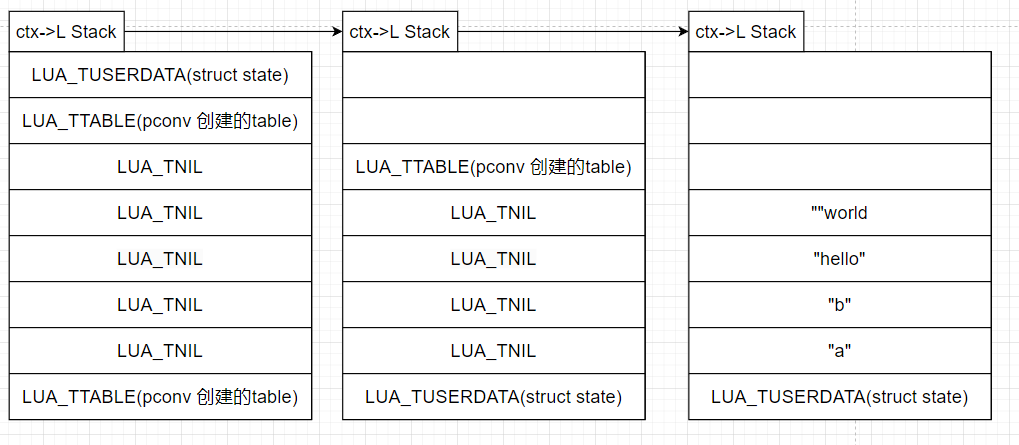 ctx->L Stack
LUA_TUSERDATA(struct state)
LUA_TTABLE(pconv 创建的table)
LUA_TNIL
LUA_TNIL
LUA_TNIL
LUA_TNIL
LUA_TNIL
LUA_TTABLE(pconv 创建的table)
ctx->L Stack
LUA_TTABLE(pconv 创建的table)
LUA_TNIL
LUA_TNIL
LUA_TNIL
LUA_TNIL
LUA_TUSERDATA(struct state)
ctx->L Stack
""world
"hello"
"b"
"a"
LUA_TUSERDATA(struct state)